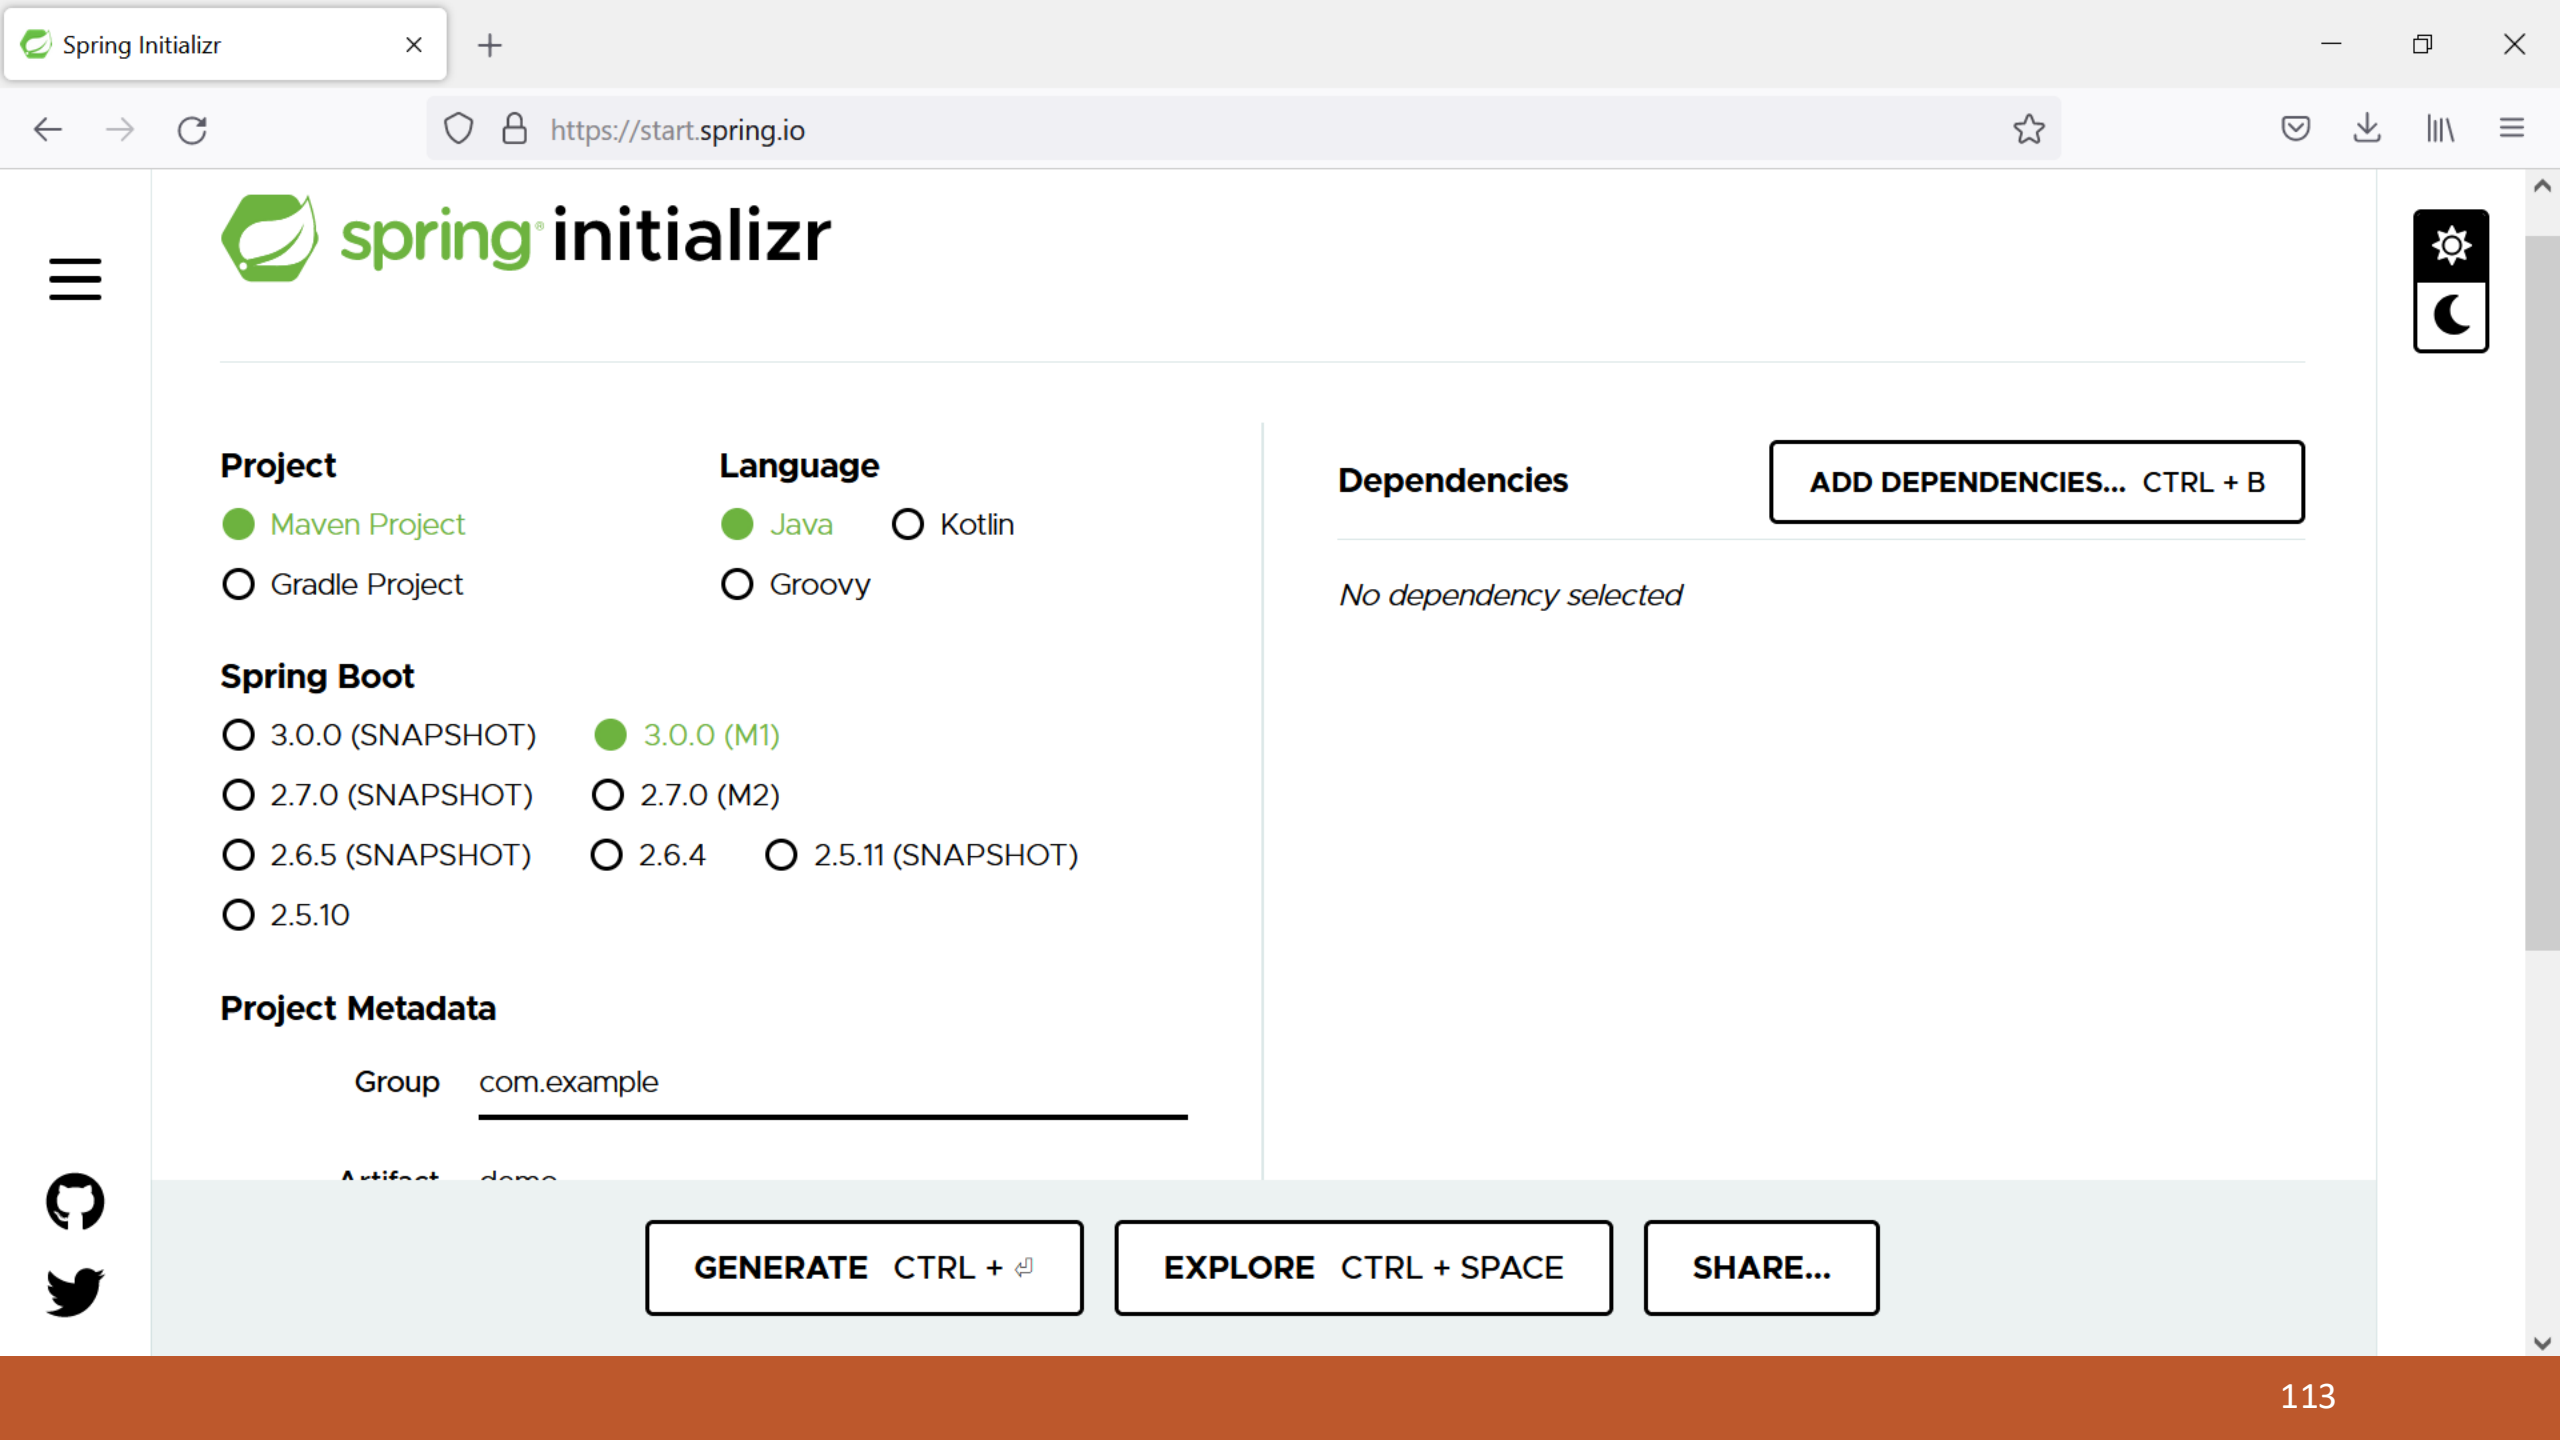 Spring Initializr
https://start.spring.io
spring initializr
Project
Maven Project
Gradle Project
Language
Java
Kotlin
Groovy
Spring Boot
3.0.0 (SNAPSHOT)
3.0.0 (M1)
2.7.0 (SNAPSHOT)
2.7.0 (M2)
2.6.5 (SNAPSHOT)
2.6.4
2.5.11 (SNAPSHOT)
2.5.10
Project Metadata
Group com.example
Artifact demo
Dependencies
ADD DEPENDENCIES... CTRL + B
No dependency selected
GENERATE CTRL + ⏎
EXPLORE CTRL + SPACE
SHARE...
113